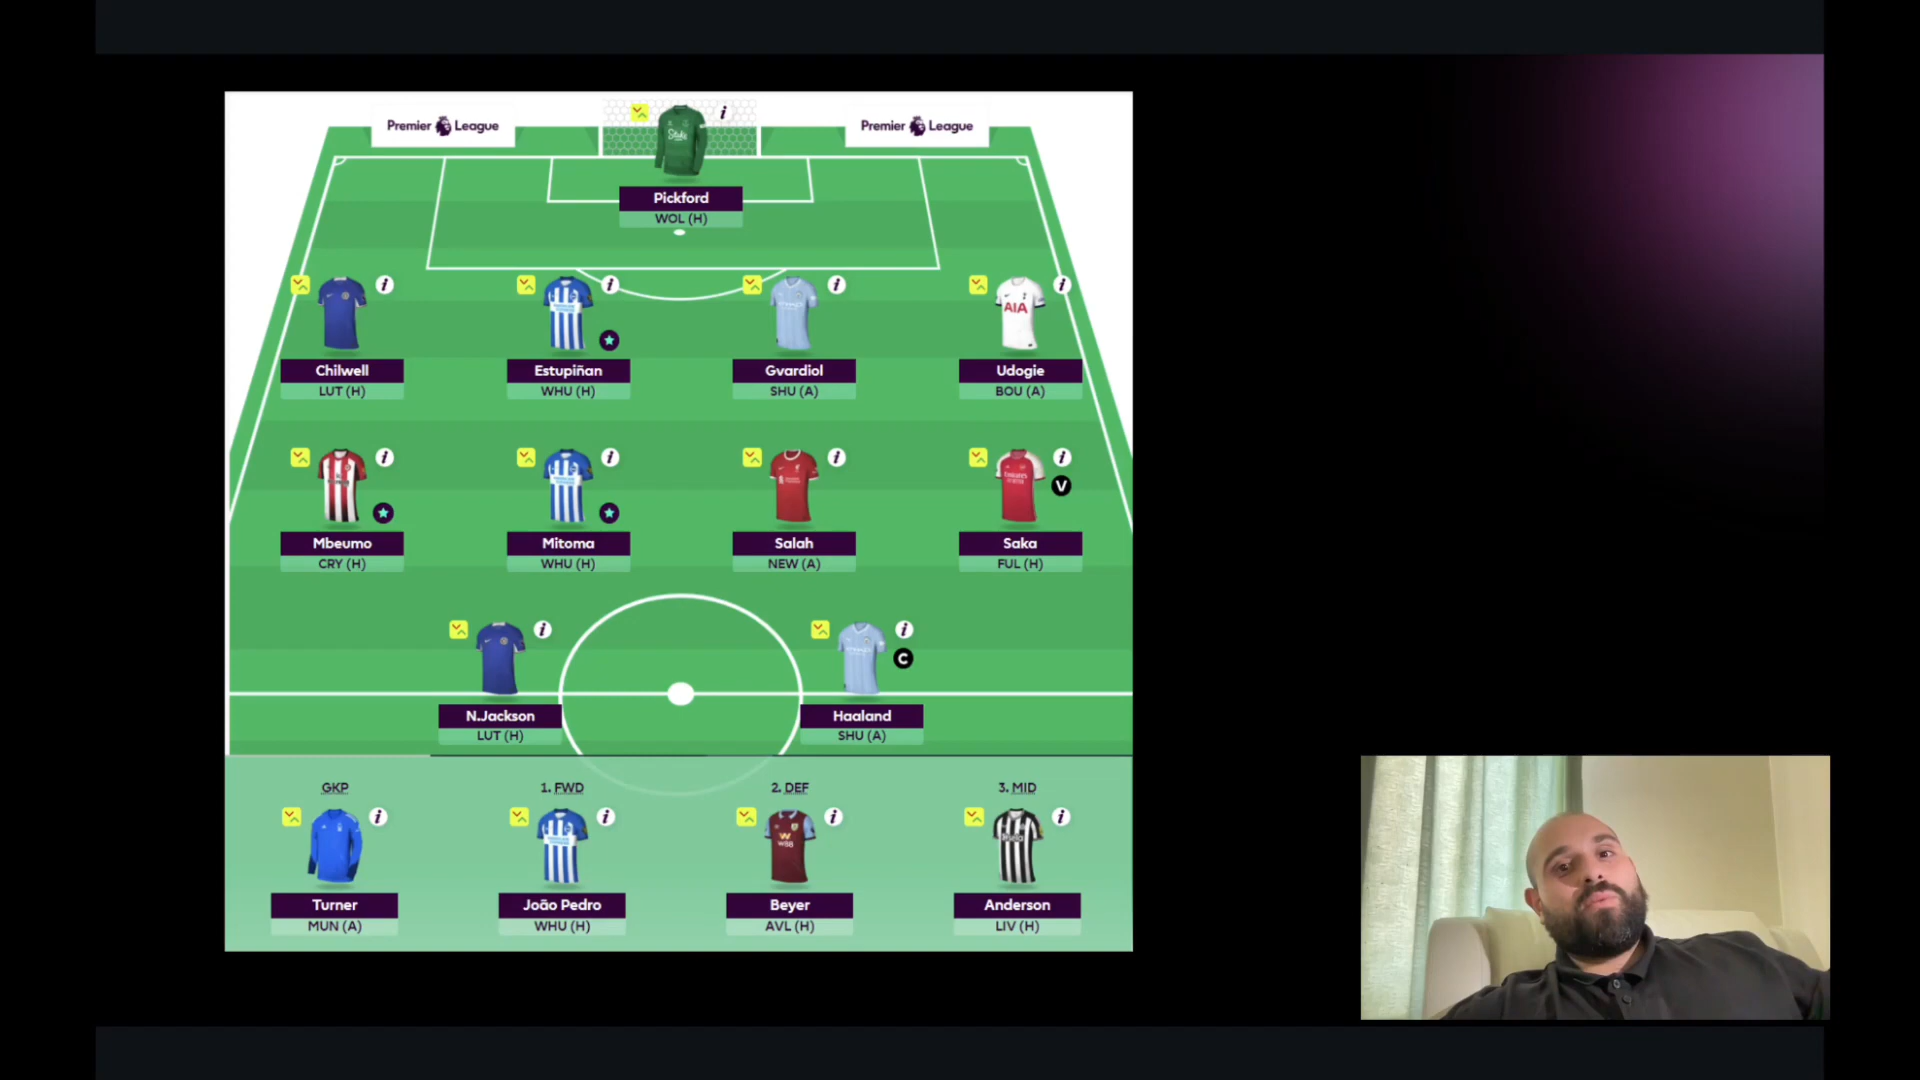 Premier League
Premier League
Stake
Pickford
WOL (H)
AIA
Chilwell
LUT (H)
Estupiñan
WHU (H)
Gvardiol
SHU (A)
Udogie
BOU (A)
V
Mbeumo
CRY (H)
Mitoma
WHU (H)
Salah
NEW (A)
Saka
FUL (H)
C
N.Jackson
LUT (H)
Haaland
SHU (A)
GKP
1. FWD
2. DEF
3. MID
W88
Turner
MUN (A)
João Pedro
WHU (H)
Beyer
AVL (H)
Anderson
LIV (H)